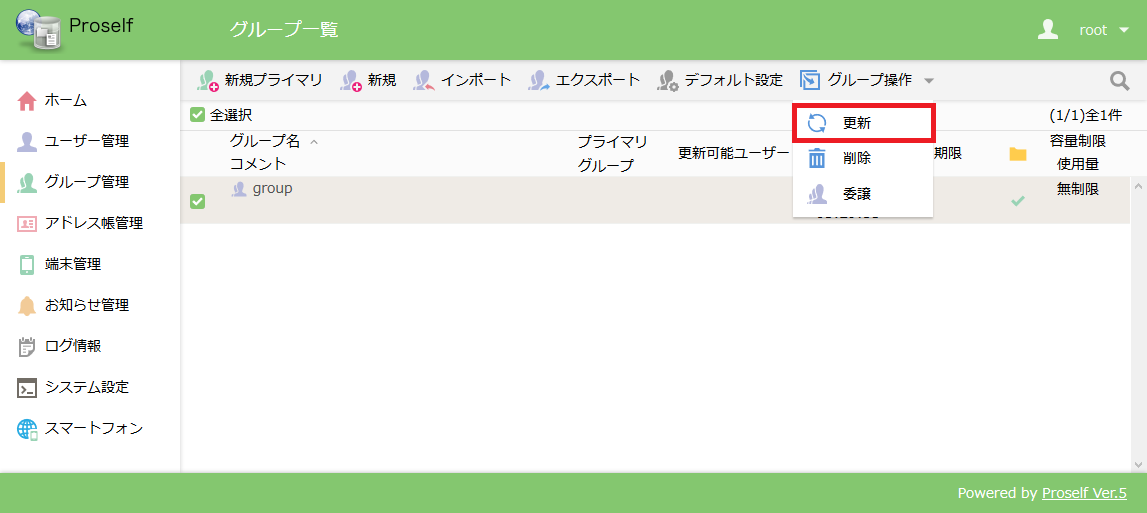 Proself
グループ一覧
root
ホーム
ユーザー管理
グループ管理
アドレス帳管理
端末管理
お知らせ管理
ログ情報
システム設定
スマートフォン
新規プライマリ 新規 インポート エクスポート デフォルト設定 グループ操作
全選択
(1/1)全1件
グループ名
コメント
プライマリ
グループ
更新可能ユーザー
期限
容量制限
使用量
更新
削除
委譲
group
無制限
Powered by Proself Ver.5